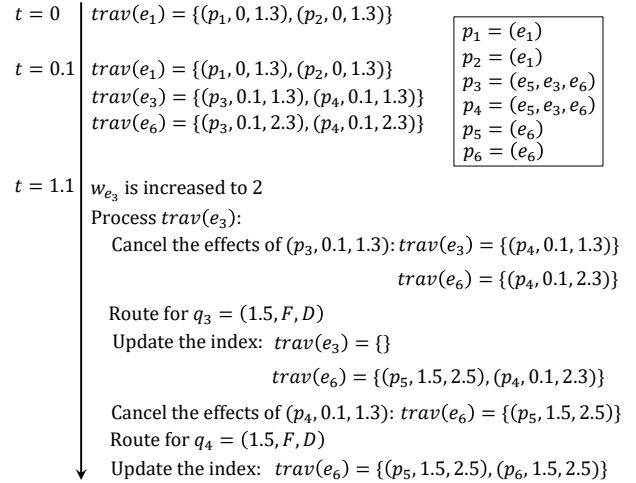 t = 0 trav(e₁) = {(p₁, 0, 1.3), (p₂, 0, 1.3)}
p₁ = (e₁)
p₂ = (e₁)
p₃ = (e₅, e₃, e₆)
p₄ = (e₅, e₃, e₆)
p₅ = (e₆)
p₆ = (e₆)
t = 0.1 trav(e₁) = {(p₁, 0, 1.3), (p₂, 0, 1.3)}
trav(e₃) = {(p₃, 0.1, 1.3), (p₄, 0.1, 1.3)}
trav(e₆) = {(p₃, 0.1, 2.3), (p₄, 0.1, 2.3)}
t = 1.1 w_{e₃} is increased to 2
Process trav(e₃):
Cancel the effects of (p₃, 0.1, 1.3): trav(e₃) = {(p₄, 0.1, 1.3)}
trav(e₆) = {(p₄, 0.1, 2.3)}
Route for q₃ = (1.5, F, D)
Update the index: trav(e₃) = {}
trav(e₆) = {(p₅, 1.5, 2.5), (p₄, 0.1, 2.3)}
Cancel the effects of (p₄, 0.1, 1.3): trav(e₆) = {(p₅, 1.5, 2.5)}
Route for q₄ = (1.5, F, D)
Update the index: trav(e₆) = {(p₅, 1.5, 2.5), (p₆, 1.5, 2.5)}